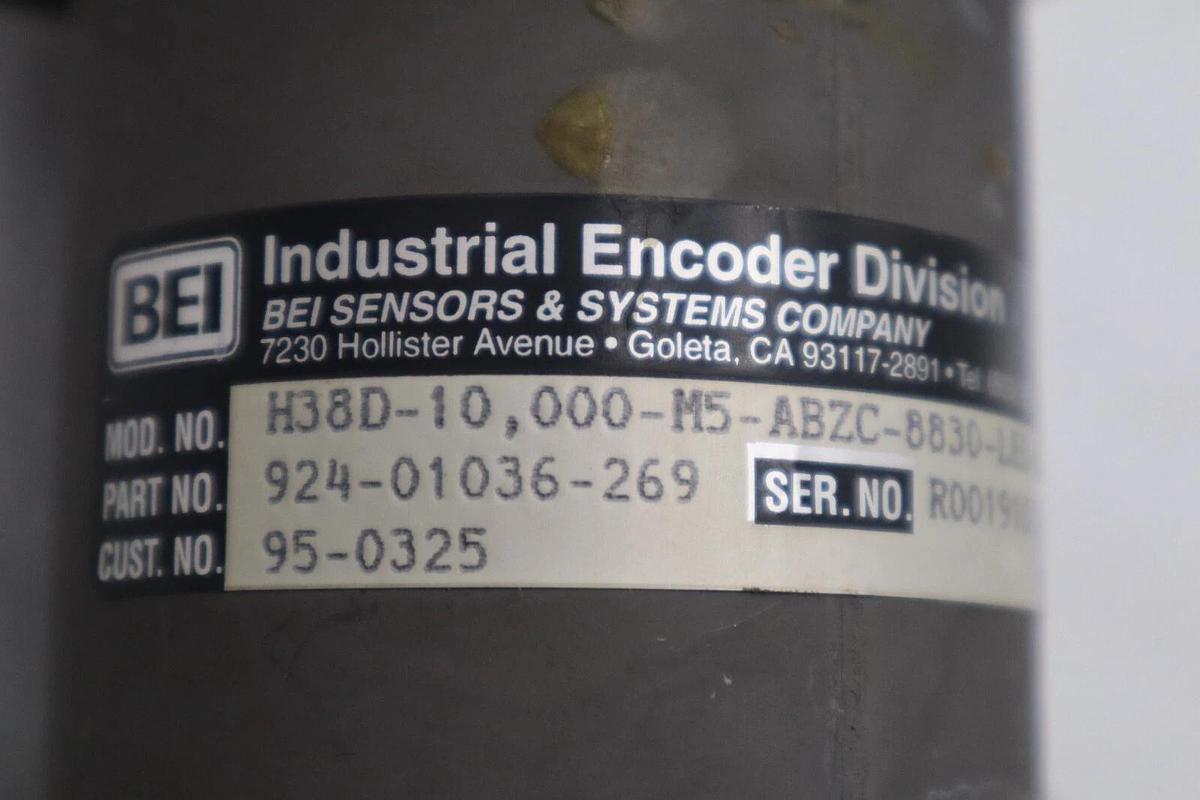 BEI
Industrial Encoder Division
BEI SENSORS & SYSTEMS COMPANY
7230 Hollister Avenue • Goleta, CA 93117-2891 • Tel
MOD. NO. H38D-10,000-M5-ABZC-8830-
PART NO. 924-01036-269 SER. NO.
CUST. NO. 95-0325